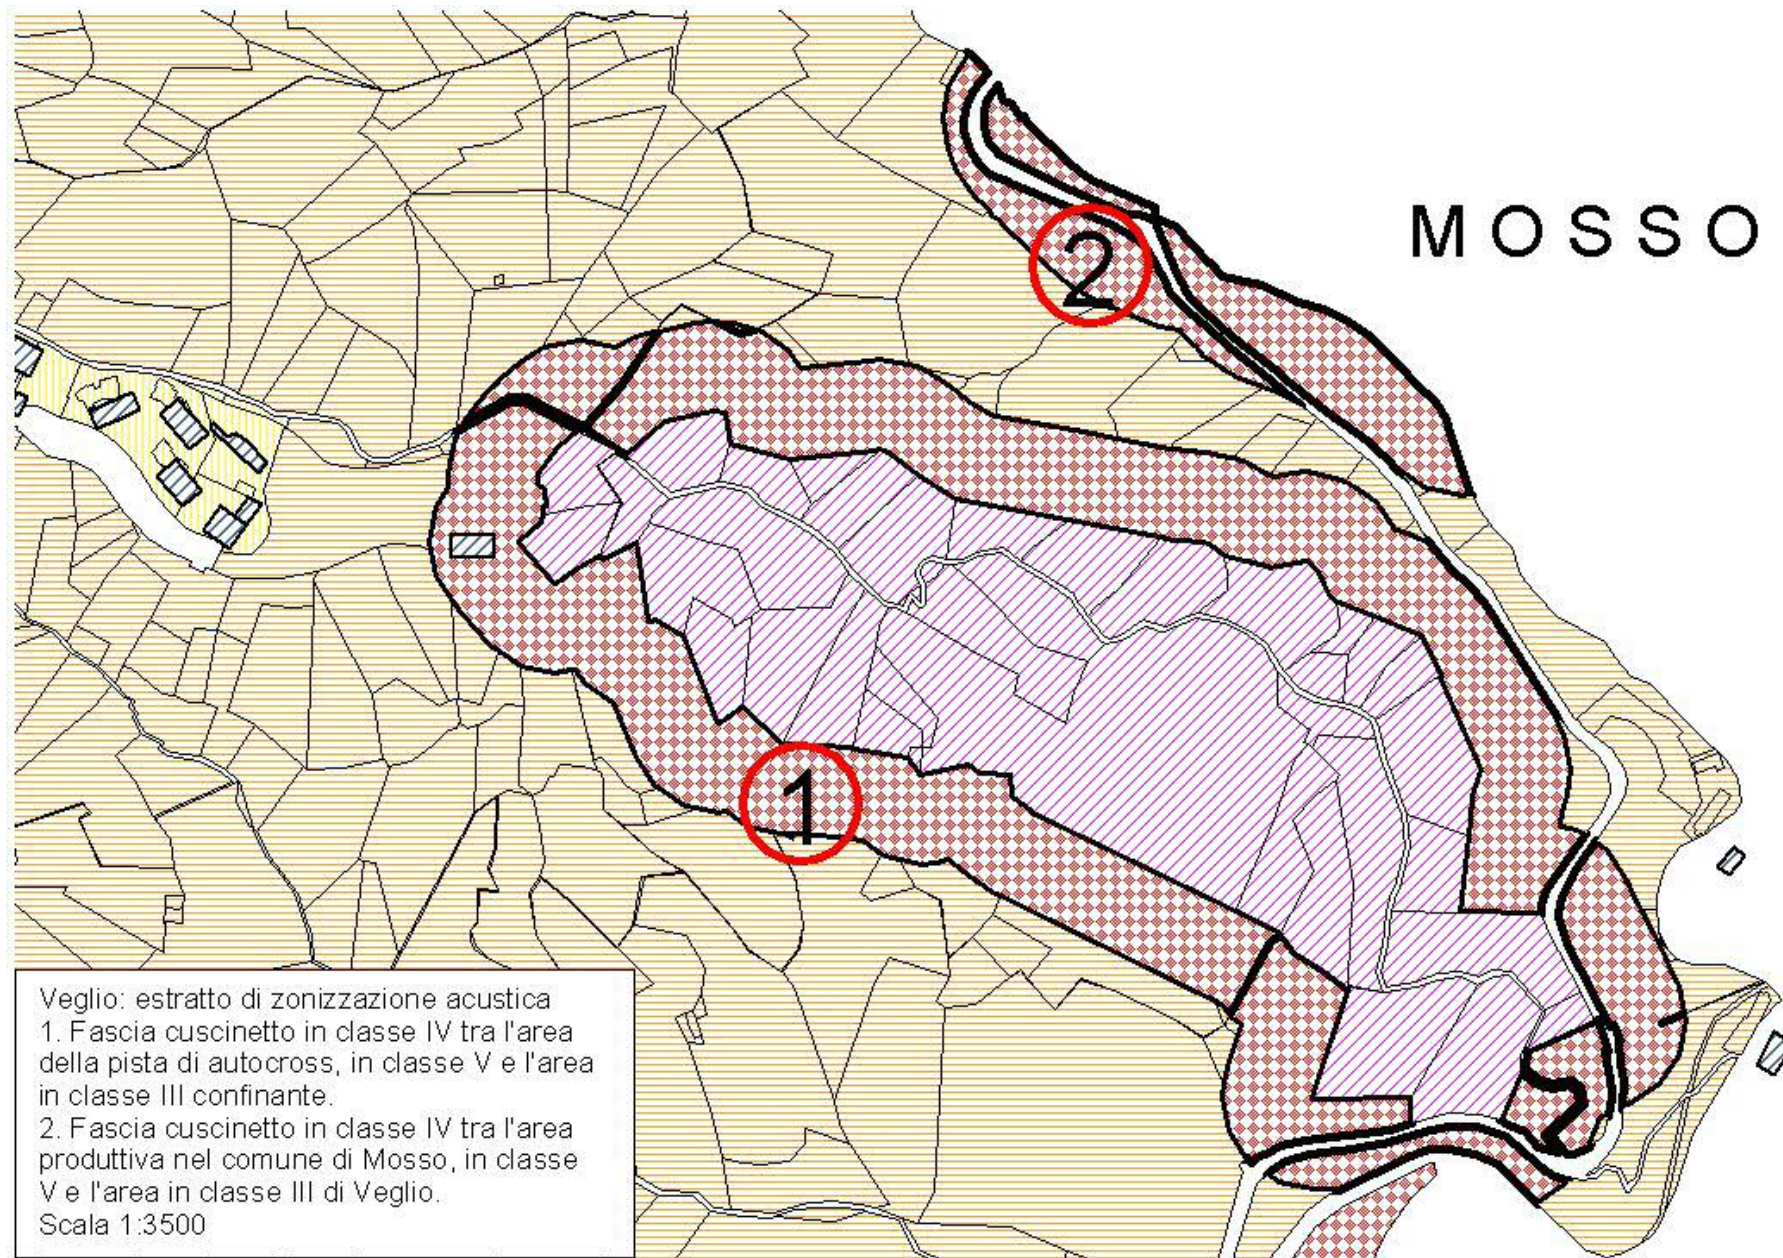 MOSSO
2
1
Veglio: estratto di zonizzazione acustica
1. Fascia cuscinetto in classe IV tra l'area
della pista di autocross, in classe V e l'area
in classe III confinante.
2. Fascia cuscinetto in classe IV tra l'area
produttiva nel comune di Mosso, in classe
V e l'area in classe III di Veglio.
Scala 1:3500